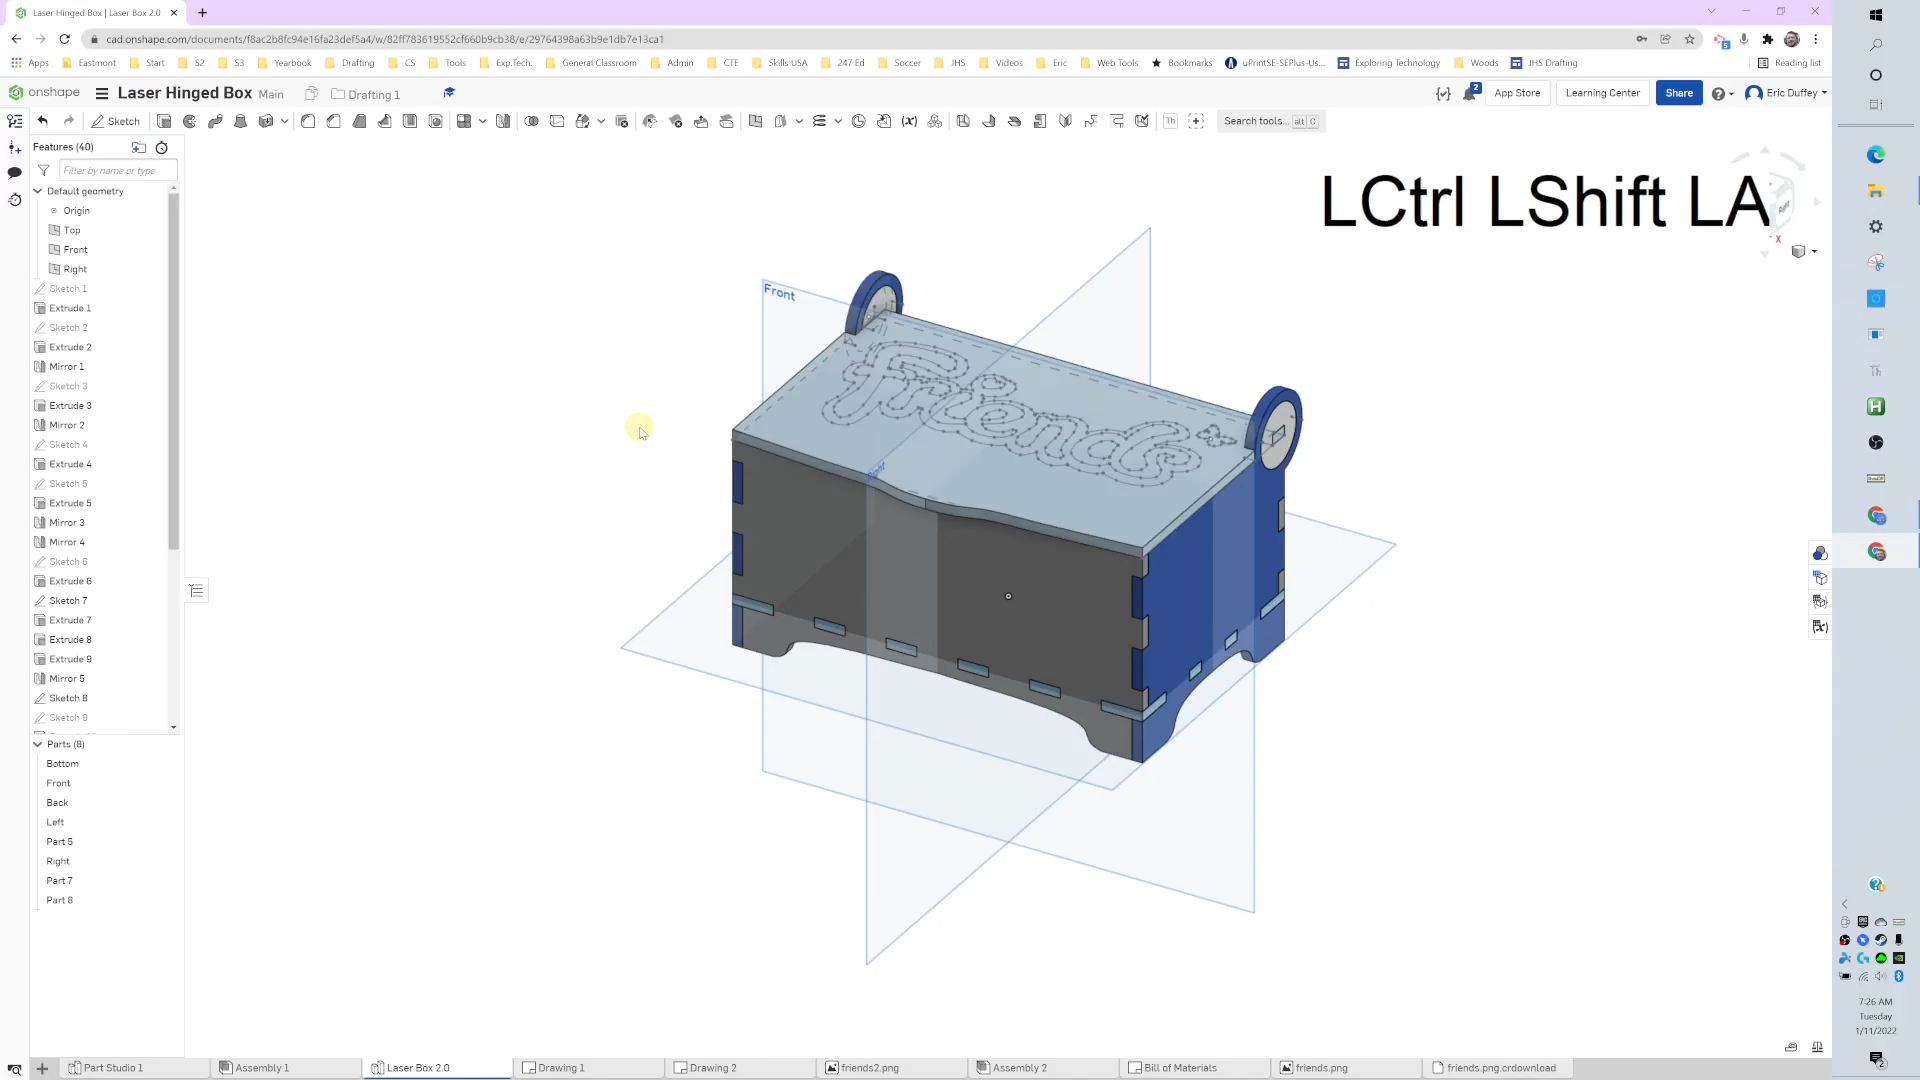 Laser Hinged Box | Laser Box 2.0
cad.onshape.com/documents/f8ac2b8fc94e16fa23def5a4/w/82ff783619552cf660b9cb38/e/29764398a63b9e1db7e13ca1
Apps Eastmont Start S2 S3 Yearbook Drafting CS Tools Exp.Tech. General Classroom Admin CTE Skills USA 247 Ed Soccer JHS Videos Eric Web Tools Bookmarks uPrintSE-SEPlus-Us... Exploring Technology Woods JHS Drafting Reading list
onshape Laser Hinged Box Main Drafting 1 2 App Store Learning Center Share Eric Duffey
Sketch Search tools... alt C
Features (40)
Filter by name or type
Default geometry
Origin
Top
Front
Right
Sketch 1
Extrude 1
Sketch 2
Extrude 2
Mirror 1
Sketch 3
Extrude 3
Mirror 2
Sketch 4
Extrude 4
Sketch 5
Extrude 5
Mirror 3
Mirror 4
Sketch 6
Extrude 6
Sketch 7
Extrude 7
Extrude 8
Extrude 9
Mirror 5
Sketch 8
Sketch 9
Parts (8)
Bottom
Front
Back
Left
Part 5
Right
Part 7
Part 8
LCtrl LShift LA
Right
X
Front
Friends
Right
Part Studio 1 Assembly 1 Laser Box 2.0 Drawing 1 Drawing 2 friends2.png Assembly 2 Bill of Materials friends.png friends.png.crdownload
7:26 AM
Tuesday
1/11/2022
2